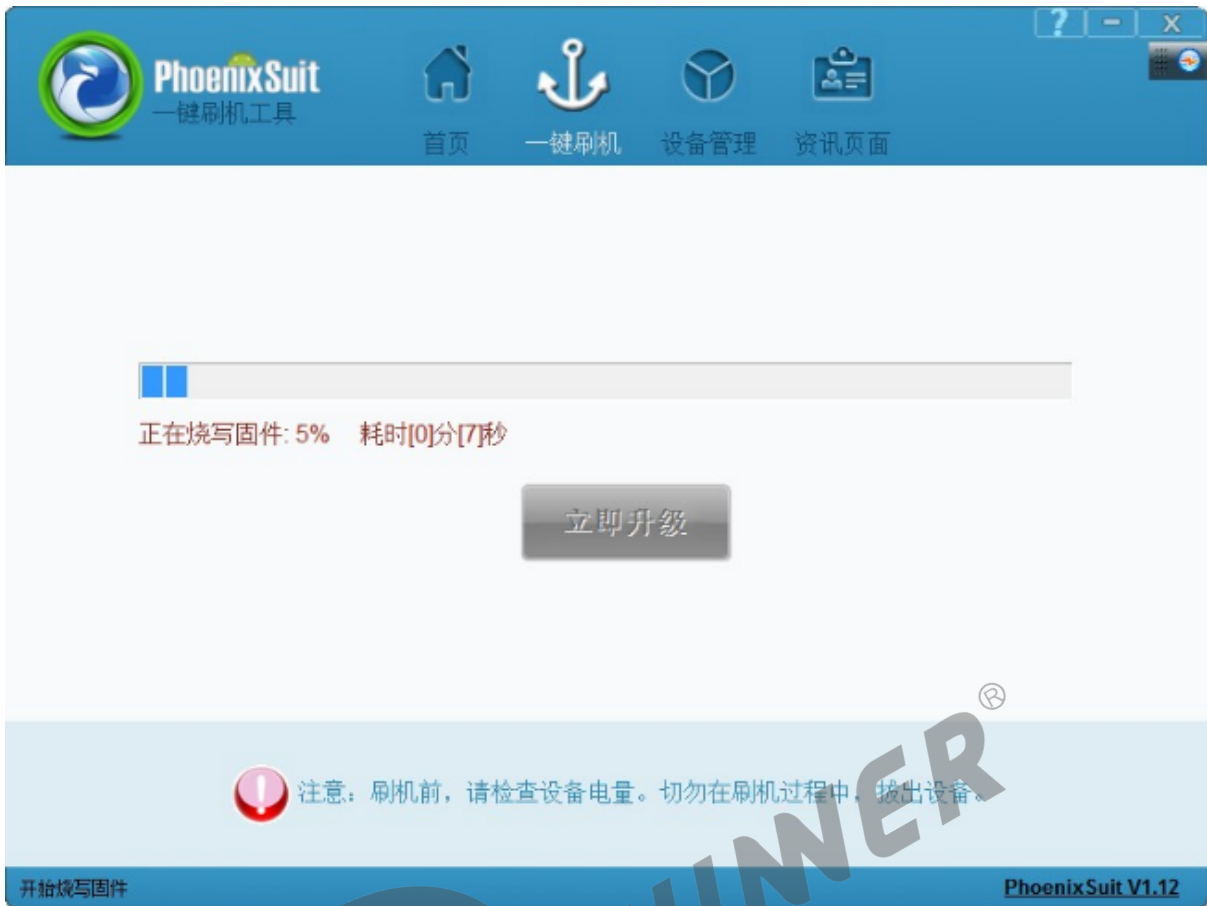 ? - X
PhoenixSuit
一键刷机工具
首页 一键刷机 设备管理 资讯页面
正在烧写固件: 5% 耗时[0]分[7]秒
立即升级
®
注意：刷机前，请检查设备电量。切勿在刷机过程中，拔出设备。
开始烧写固件
PhoenixSuit V1.12